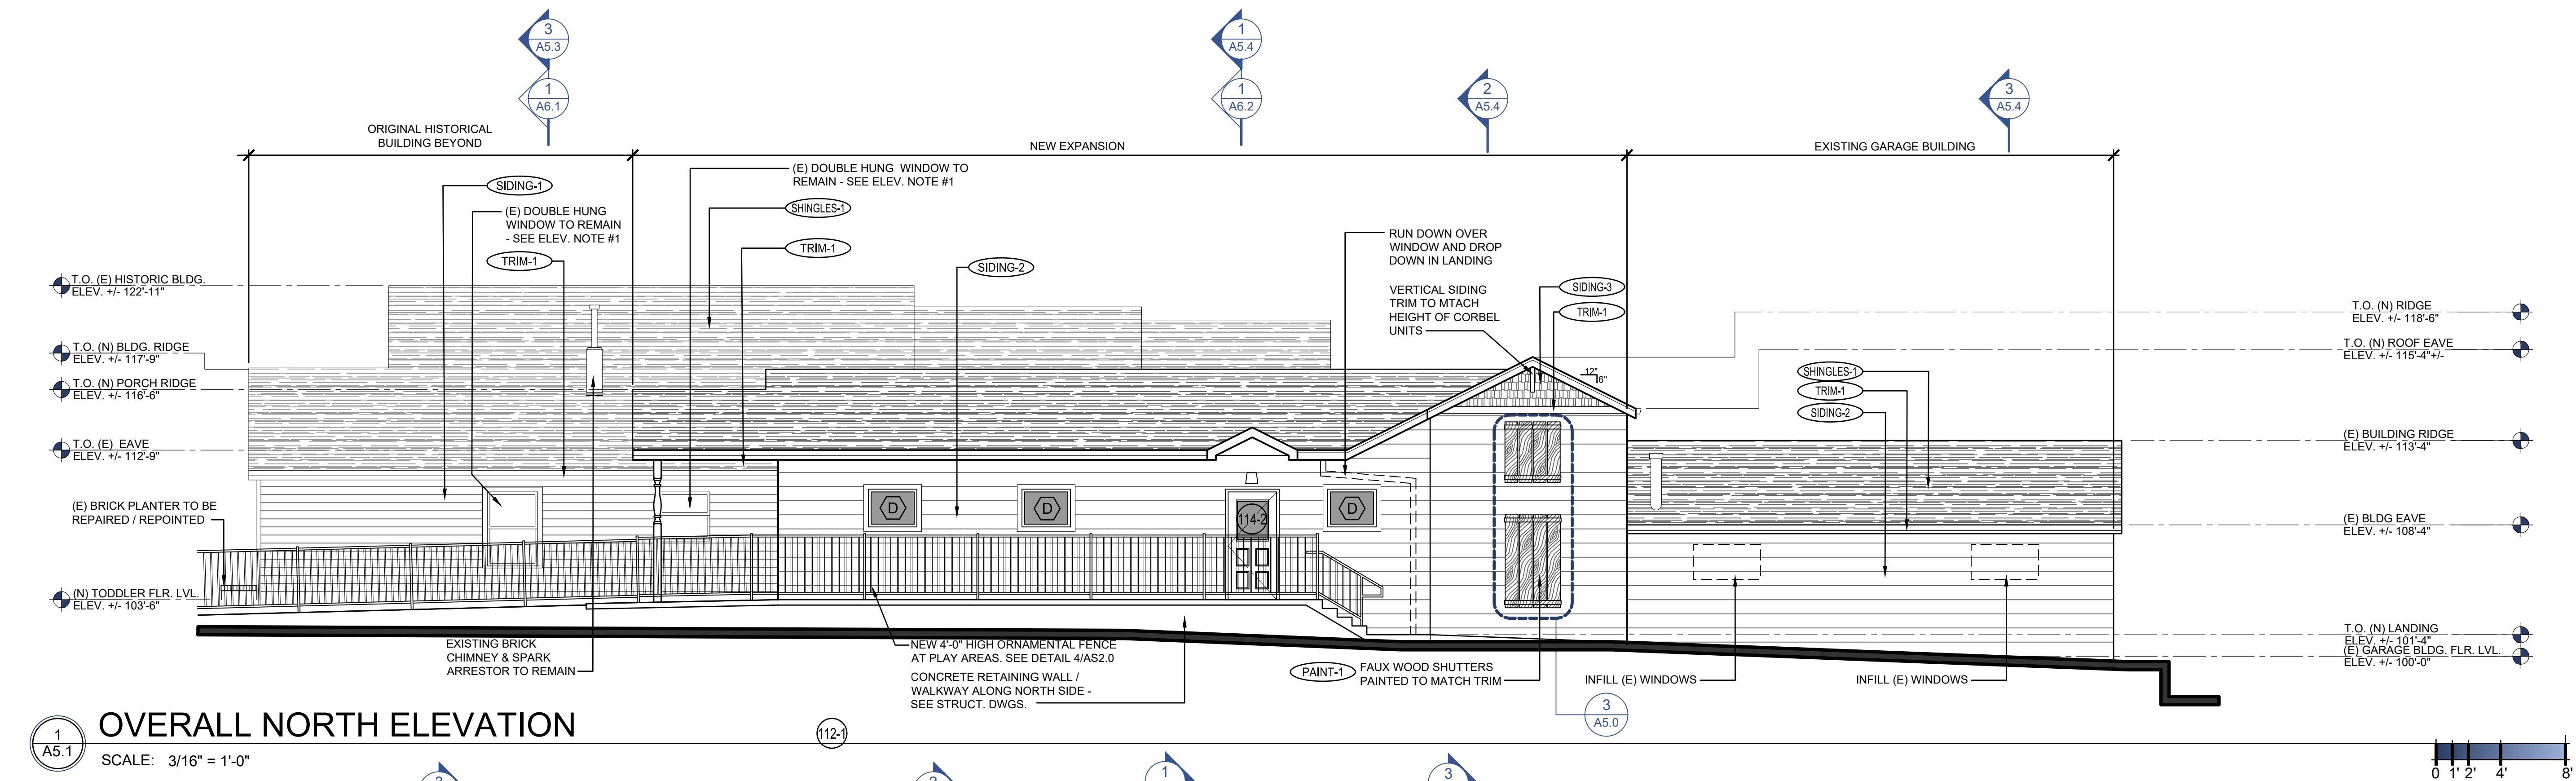 3
A5.3
1
A6.1
1
A5.4
1
A6.2
2
A5.4
3
A5.4
ORIGINAL HISTORICAL
BUILDING BEYOND
NEW EXPANSION
EXISTING GARAGE BUILDING
SIDING-1
(E) DOUBLE HUNG
WINDOW TO REMAIN
- SEE ELEV. NOTE #1
TRIM-1
(E) DOUBLE HUNG WINDOW TO
REMAIN - SEE ELEV. NOTE #1
SHINGLES-1
TRIM-1
SIDING-2
RUN DOWN OVER
WINDOW AND DROP
DOWN IN LANDING
VERTICAL SIDING
TRIM TO MTACH
HEIGHT OF CORBEL
UNITS
SIDING-3
TRIM-1
12"
6"
SHINGLES-1
TRIM-1
SIDING-2
T.O. (E) HISTORIC BLDG.
ELEV. +/- 122'-11"
T.O. (N) BLDG. RIDGE
ELEV. +/- 117'-9"
T.O. (N) PORCH RIDGE
ELEV. +/- 116'-6"
T.O. (E) EAVE
ELEV. +/- 112'-9"
(E) BRICK PLANTER TO BE
REPAIRED / REPOINTED
(N) TODDLER FLR. LVL.
ELEV. +/- 103'-6"
T.O. (N) RIDGE
ELEV. +/- 118'-6"
T.O. (N) ROOF EAVE
ELEV. +/- 115'-4"+/-
(E) BUILDING RIDGE
ELEV. +/- 113'-4"
(E) BLDG EAVE
ELEV. +/- 108'-4"
T.O. (N) LANDING
ELEV. +/- 101'-4"
(E) GARAGE BLDG. FLR. LVL.
ELEV. +/- 100'-0"
D
D
114-2
D
EXISTING BRICK
CHIMNEY & SPARK
ARRESTOR TO REMAIN
NEW 4'-0" HIGH ORNAMENTAL FENCE
AT PLAY AREAS. SEE DETAIL 4/AS2.0
CONCRETE RETAINING WALL /
WALKWAY ALONG NORTH SIDE -
SEE STRUCT. DWGS.
PAINT-1
FAUX WOOD SHUTTERS
PAINTED TO MATCH TRIM
INFILL (E) WINDOWS
INFILL (E) WINDOWS
3
A5.0
1
A5.1
OVERALL NORTH ELEVATION
SCALE: 3/16" = 1'-0"
112-1
0 1' 2' 4' 8'
3
2
1
3